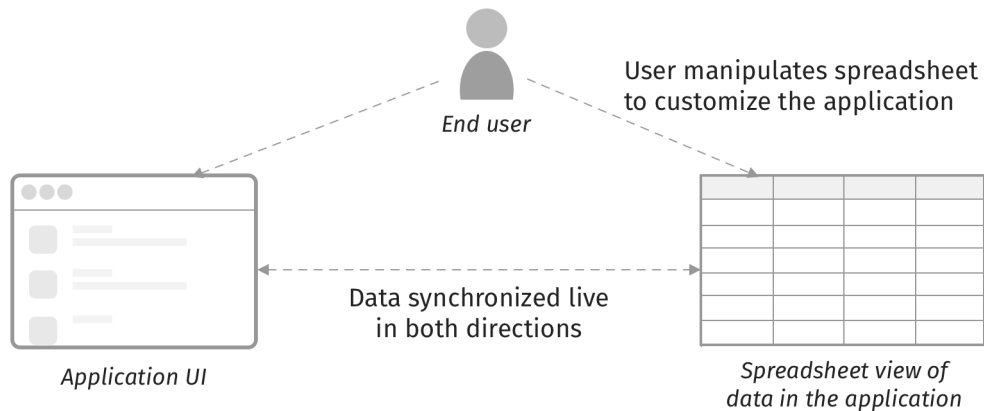 User manipulates spreadsheet
to customize the application
End user
Data synchronized live
in both directions
Application UI
Spreadsheet view of
data in the application